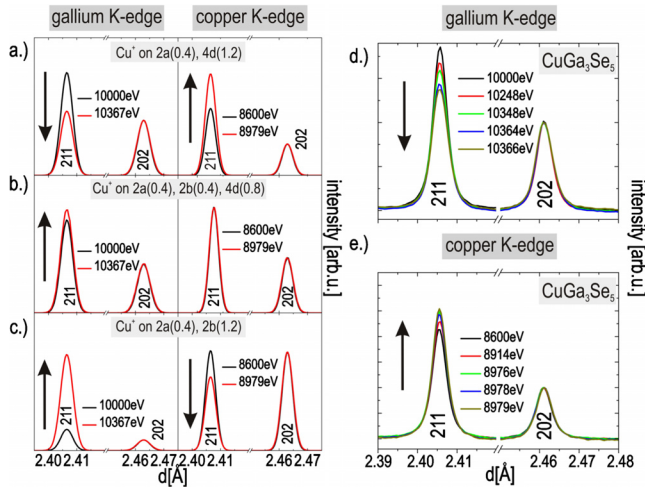 gallium K-edge
copper K-edge
a.)
Cu⁺ on 2a(0.4), 4d(1.2)
10000eV
10367eV
8600eV
8979eV
211
202
211
202
b.)
Cu⁺ on 2a(0.4), 2b(0.4), 4d(0.8)
10000eV
10367eV
8600eV
8979eV
211
202
211
202
c.)
Cu⁺ on 2a(0.4), 2b(1.2)
10000eV
10367eV
8600eV
8979eV
211
202
211
202
2.40 2.41 2.46 2.47 2.40 2.41 2.46 2.47
d[Å]
intensity [arb.u.]
gallium K-edge
d.)
CuGa₃Se₅
10000eV
10248eV
10348eV
10364eV
10366eV
211
202
copper K-edge
e.)
CuGa₃Se₅
8600eV
8914eV
8976eV
8978eV
8979eV
211
202
2.39 2.40 2.41 2.46 2.47 2.48
d[Å]
intensity [arb.u.]